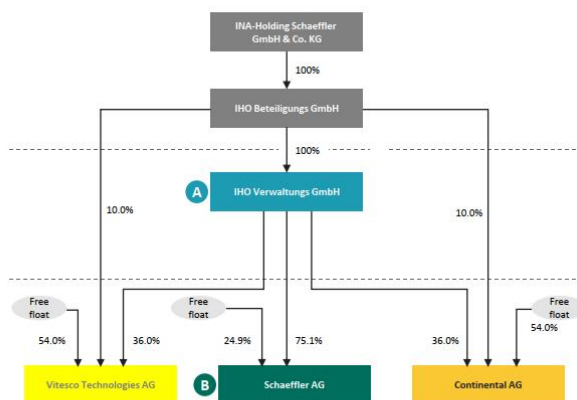 INA-Holding Schaeffler
GmbH & Co. KG
100%
IHO Beteiligungs GmbH
100%
A
IHO Verwaltungs GmbH
10.0%
10.0%
Free
float
Free
float
Free
float
54.0%
36.0%
24.9%
75.1%
36.0%
54.0%
Vitesco Technologies AG
B
Schaeffler AG
Continental AG